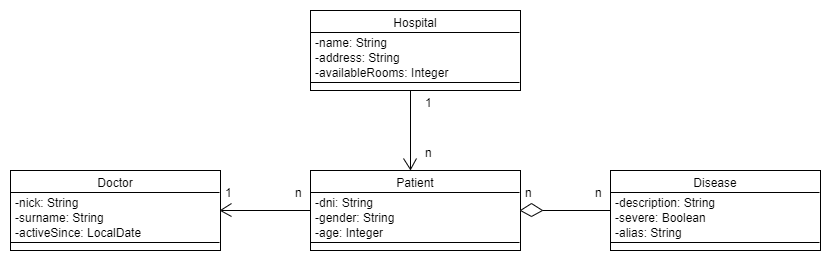 Hospital
-name: String
-address: String
-availableRooms: Integer
1
n
Doctor
-nick: String
-surname: String
-activeSince: LocalDate
1
n
Patient
-dni: String
-gender: String
-age: Integer
n
n
Disease
-description: String
-severe: Boolean
-alias: String